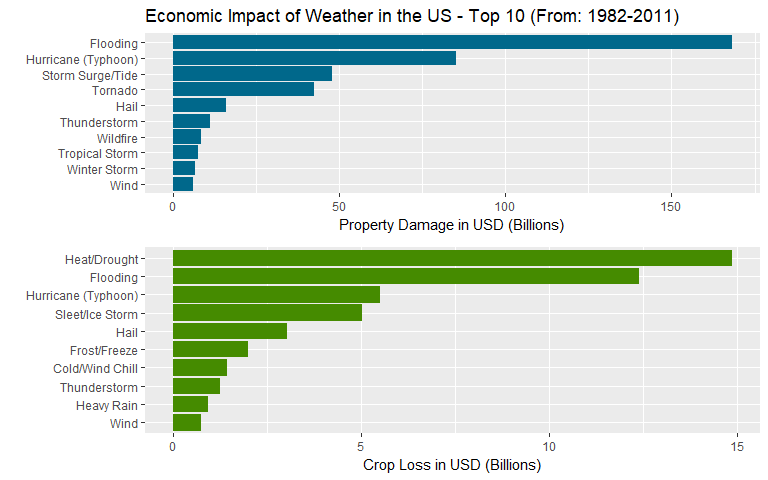 Economic Impact of Weather in the US - Top 10 (From: 1982-2011)
Flooding
Hurricane (Typhoon)
Storm Surge/Tide
Tornado
Hail
Thunderstorm
Wildfire
Tropical Storm
Winter Storm
Wind
0 50 100 150
Property Damage in USD (Billions)
Heat/Drought
Flooding
Hurricane (Typhoon)
Sleet/Ice Storm
Hail
Frost/Freeze
Cold/Wind Chill
Thunderstorm
Heavy Rain
Wind
0 5 10 15
Crop Loss in USD (Billions)